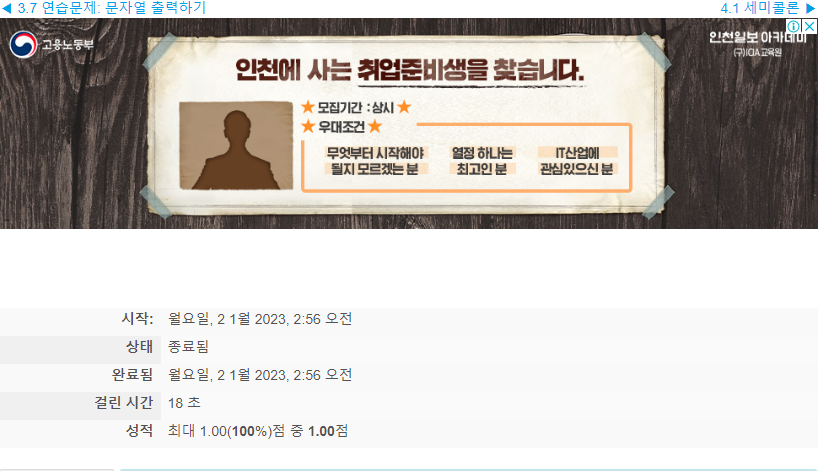 ◀ 3.7 연습문제: 문자열 출력하기
4.1 세미콜론 ▶
고용노동부
인천일보 아카데미
(구)ICIA교육원
인천에 사는 취업준비생을 찾습니다.
★ 모집기간 : 상시 ★
★ 우대조건 ★
무엇부터 시작해야
될지 모르겠는 분
열정 하나는
최고인 분
IT산업에
관심있으신 분
시작: 월요일, 2 1월 2023, 2:56 오전
상태 종료됨
완료됨 월요일, 2 1월 2023, 2:56 오전
걸린 시간 18 초
성적 최대 1.00(100%)점 중 1.00점